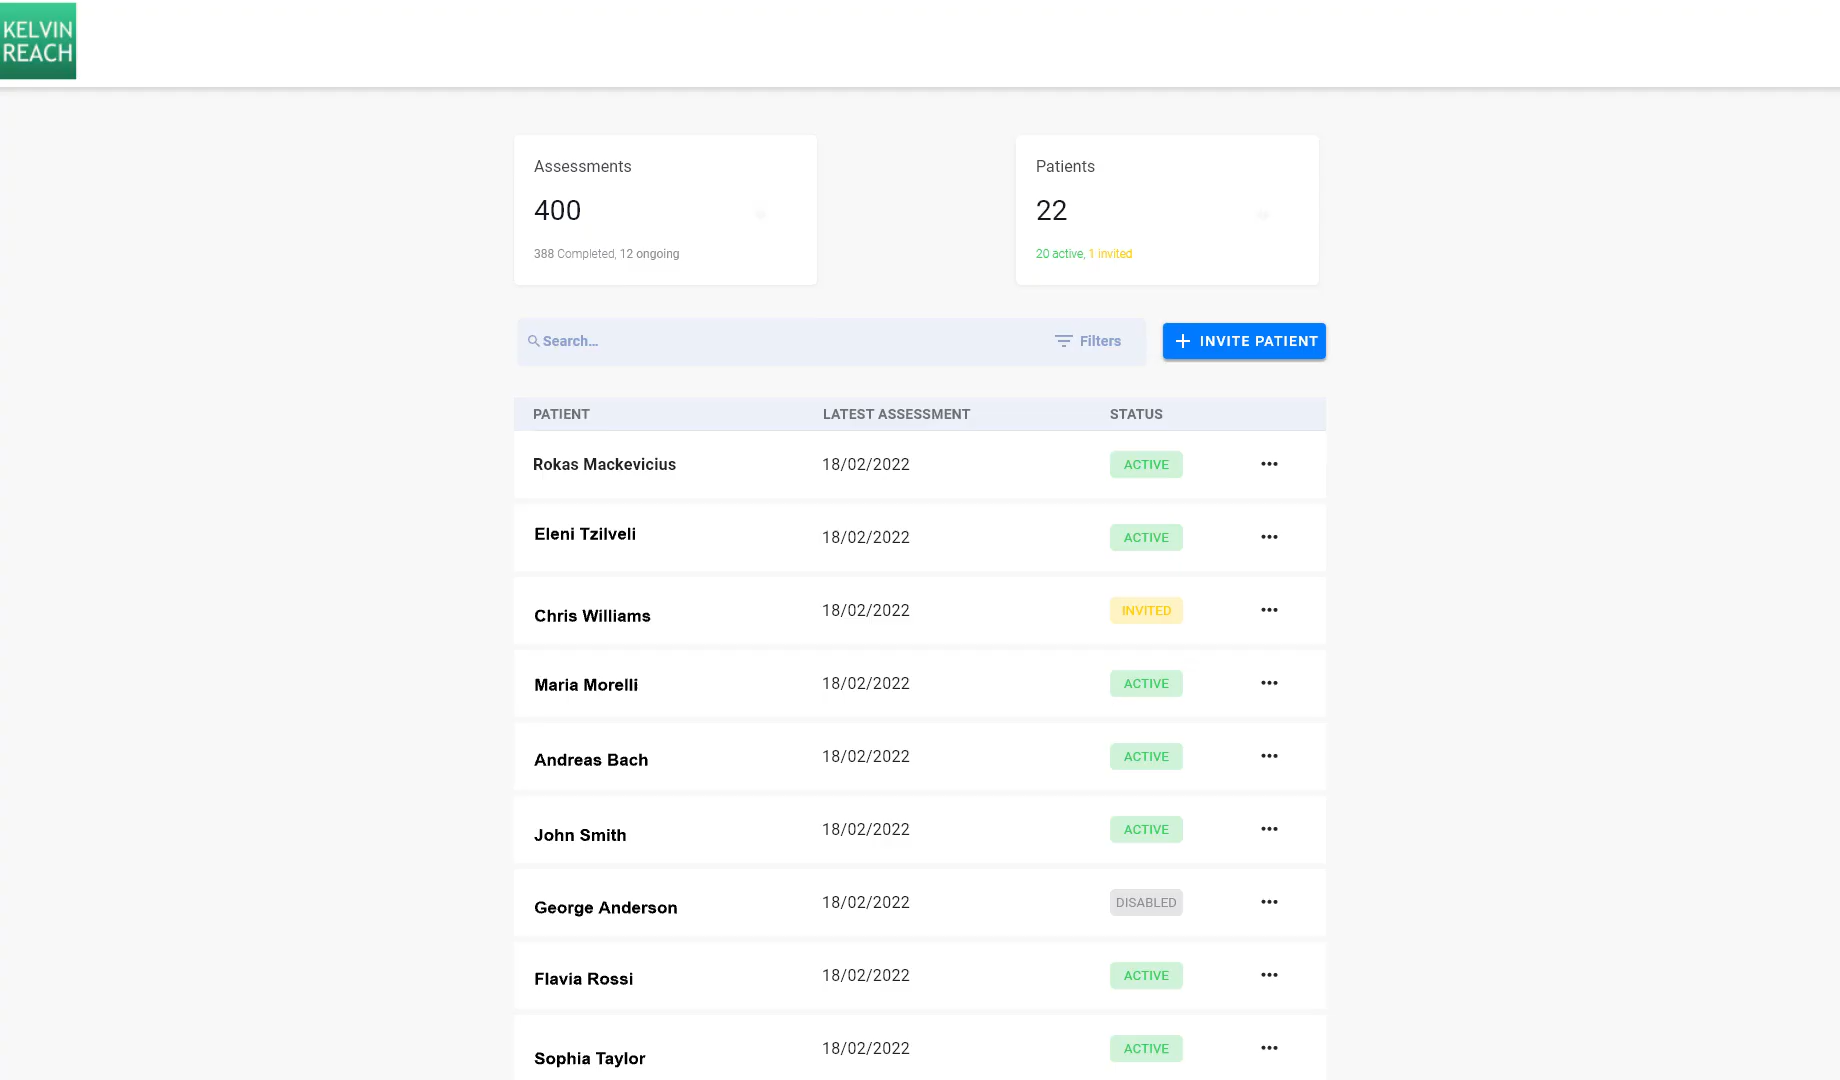 KELVIN
REACH
Assessments
400
388 Completed, 12 ongoing
Patients
22
20 active, 1 invited
Search...
Filters
+ INVITE PATIENT
PATIENT LATEST ASSESSMENT STATUS
Rokas Mackevicius 18/02/2022 ACTIVE
Eleni Tzilveli 18/02/2022 ACTIVE
Chris Williams 18/02/2022 INVITED
Maria Morelli 18/02/2022 ACTIVE
Andreas Bach 18/02/2022 ACTIVE
John Smith 18/02/2022 ACTIVE
George Anderson 18/02/2022 DISABLED
Flavia Rossi 18/02/2022 ACTIVE
Sophia Taylor 18/02/2022 ACTIVE